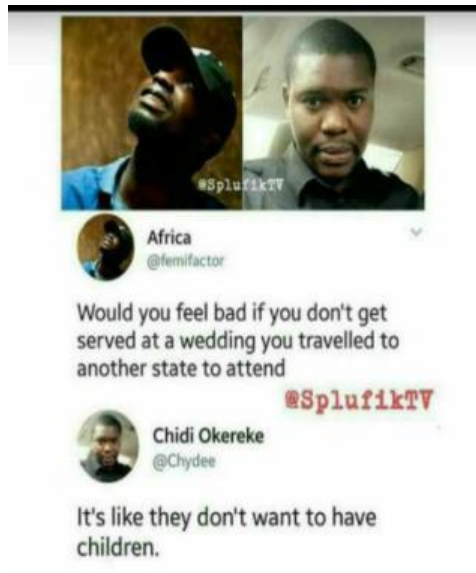 @SplufikTV
Africa
@femifactor
Would you feel bad if you don't get
served at a wedding you travelled to
another state to attend
@SplufikTV
Chidi Okereke
@Chydee
It's like they don't want to have
children.